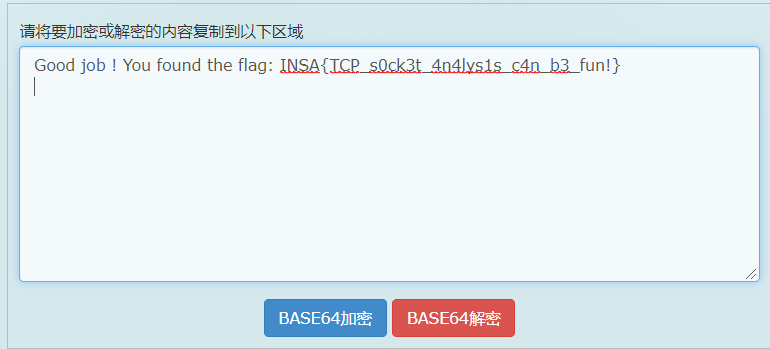 请将要加密或解密的内容复制到以下区域
Good job ! You found the flag: INSA{TCP_s0ck3t_4n4lys1s_c4n_b3_fun!}
BASE64加密 BASE64解密